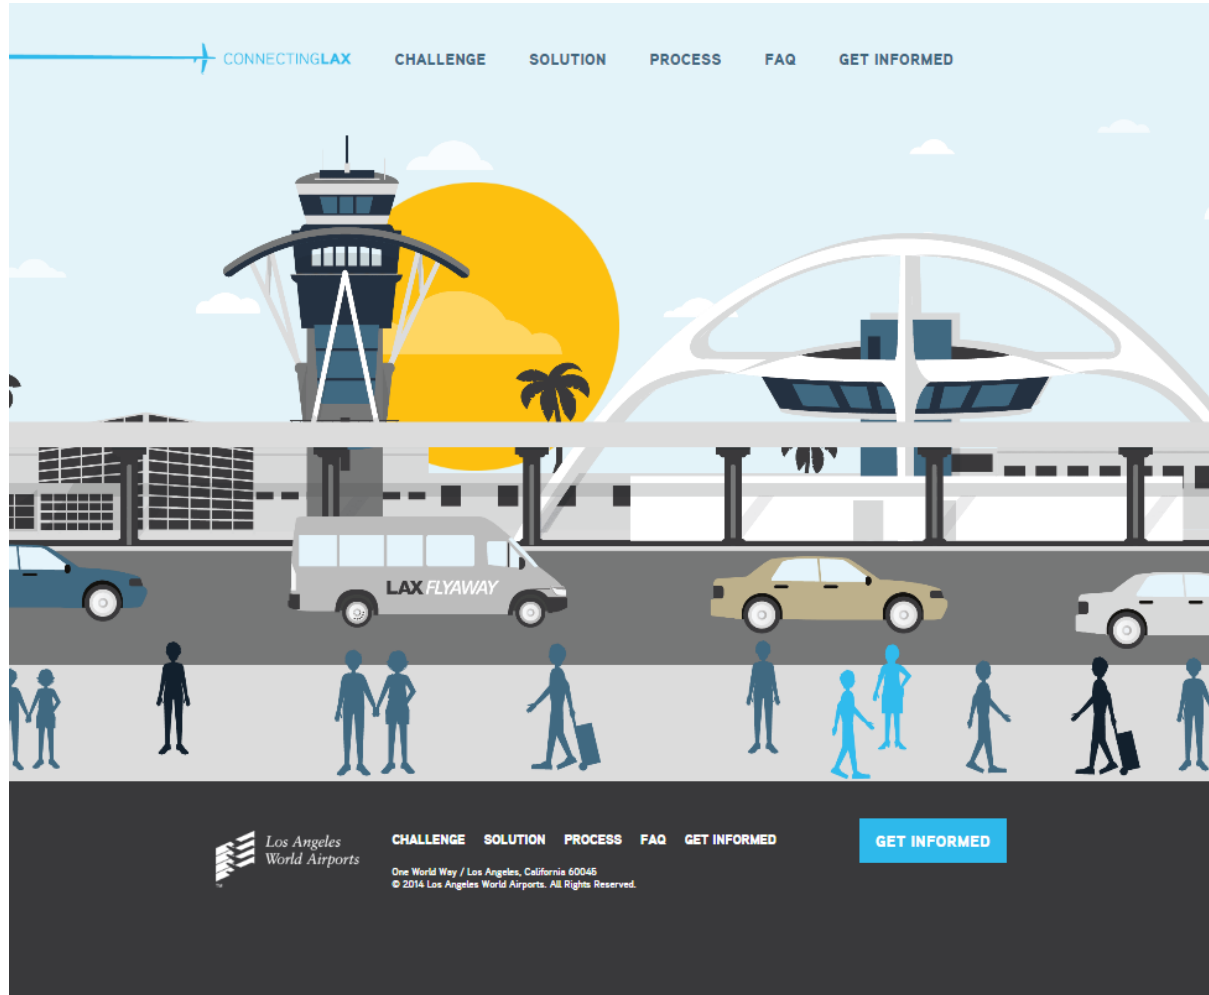 CONNECTINGLAX CHALLENGE SOLUTION PROCESS FAQ GET INFORMED
LAX FLYAWAY
Los Angeles
World Airports
TM
CHALLENGE SOLUTION PROCESS FAQ GET INFORMED
One World Way / Los Angeles, California 60045
© 2014 Los Angeles World Airports. All Rights Reserved.
GET INFORMED